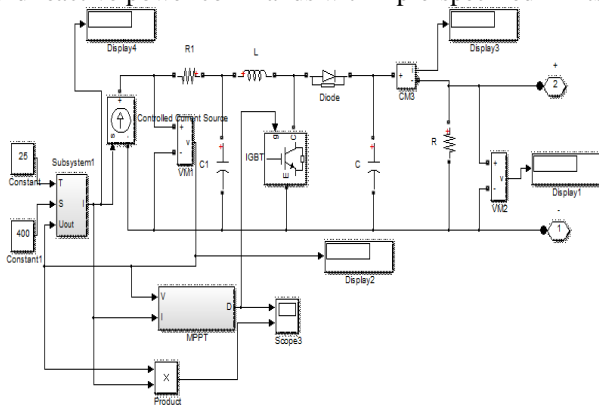 Display4
R1
L
Display3
Diode
CM3
+
2
Controlled Current Source
+
s
-
v
VM1
C1
g
C
IGBT
E
C
R
v
VM2
Display1
-
1
25
Constant
Subsystem1
T
S
I
Uout
400
Constant1
Display2
V
I
D
MPPT
Scope3
X
Product